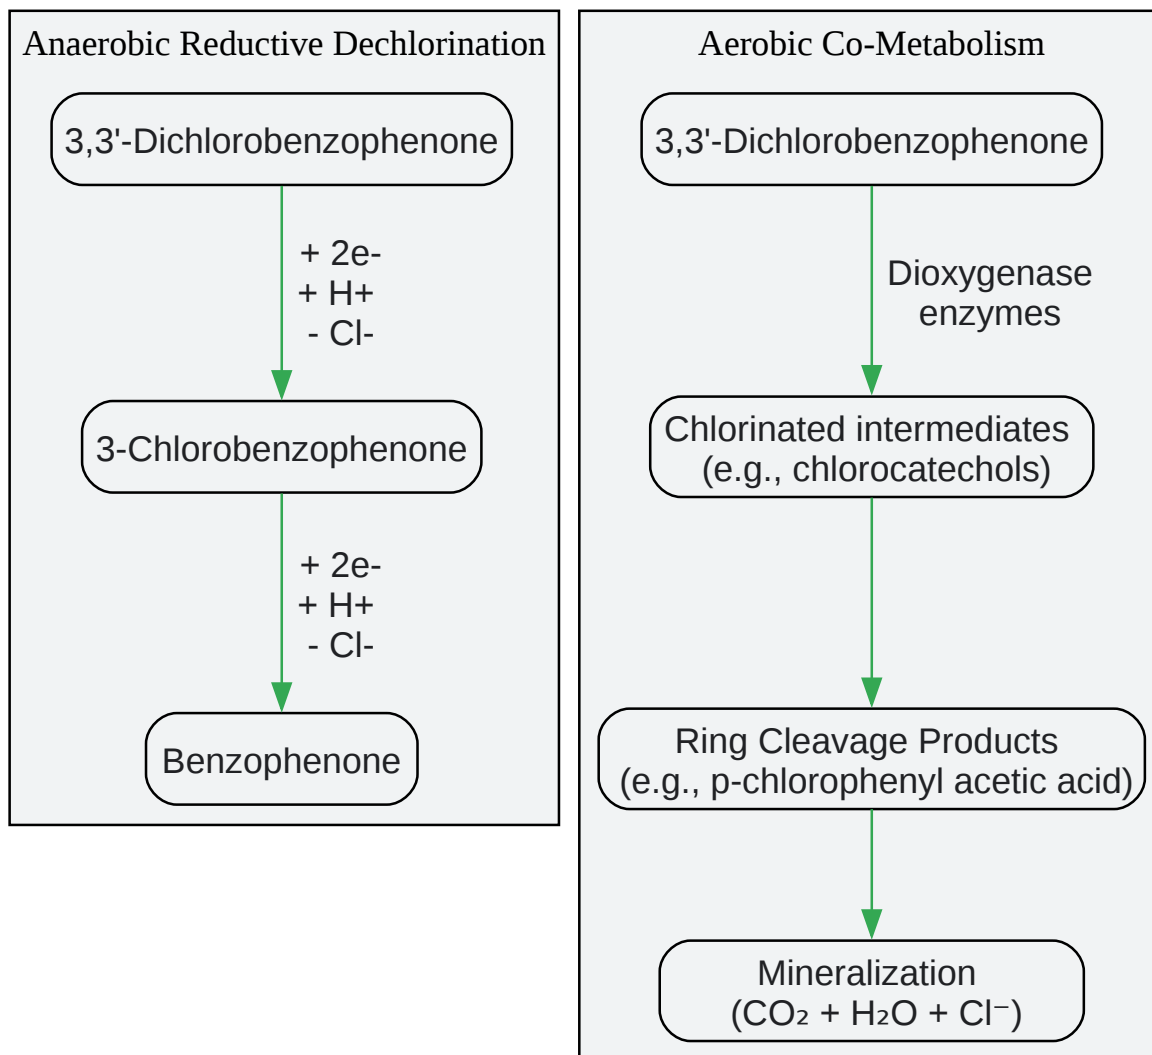 Anaerobic Reductive Dechlorination
3,3'-Dichlorobenzophenone
+ 2e-
+ H+
- Cl-
3-Chlorobenzophenone
+ 2e-
+ H+
- Cl-
Benzophenone
Aerobic Co-Metabolism
3,3'-Dichlorobenzophenone
Dioxygenase
enzymes
Chlorinated intermediates
(e.g., chlorocatechols)
Ring Cleavage Products
(e.g., p-chlorophenyl acetic acid)
Mineralization
(CO₂ + H₂O + Cl⁻)